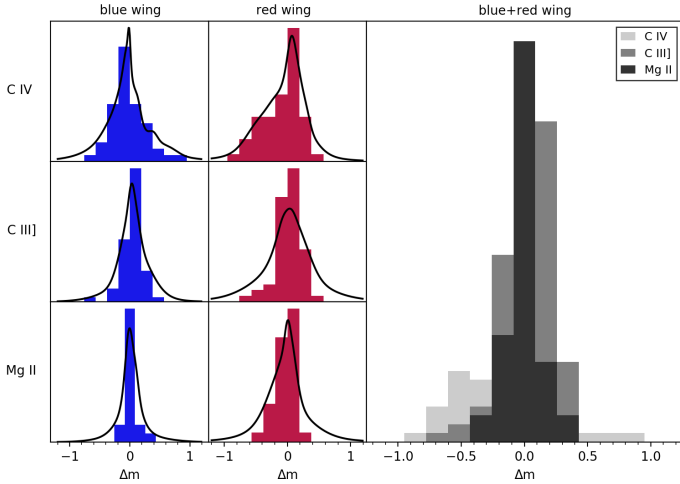 blue wing
red wing
blue+red wing
C IV
C III]
Mg II
C IV
C III]
Mg II
−1 0 1
−1 0 1
−1.0 −0.5 0.0 0.5 1.0
Δm
Δm
Δm